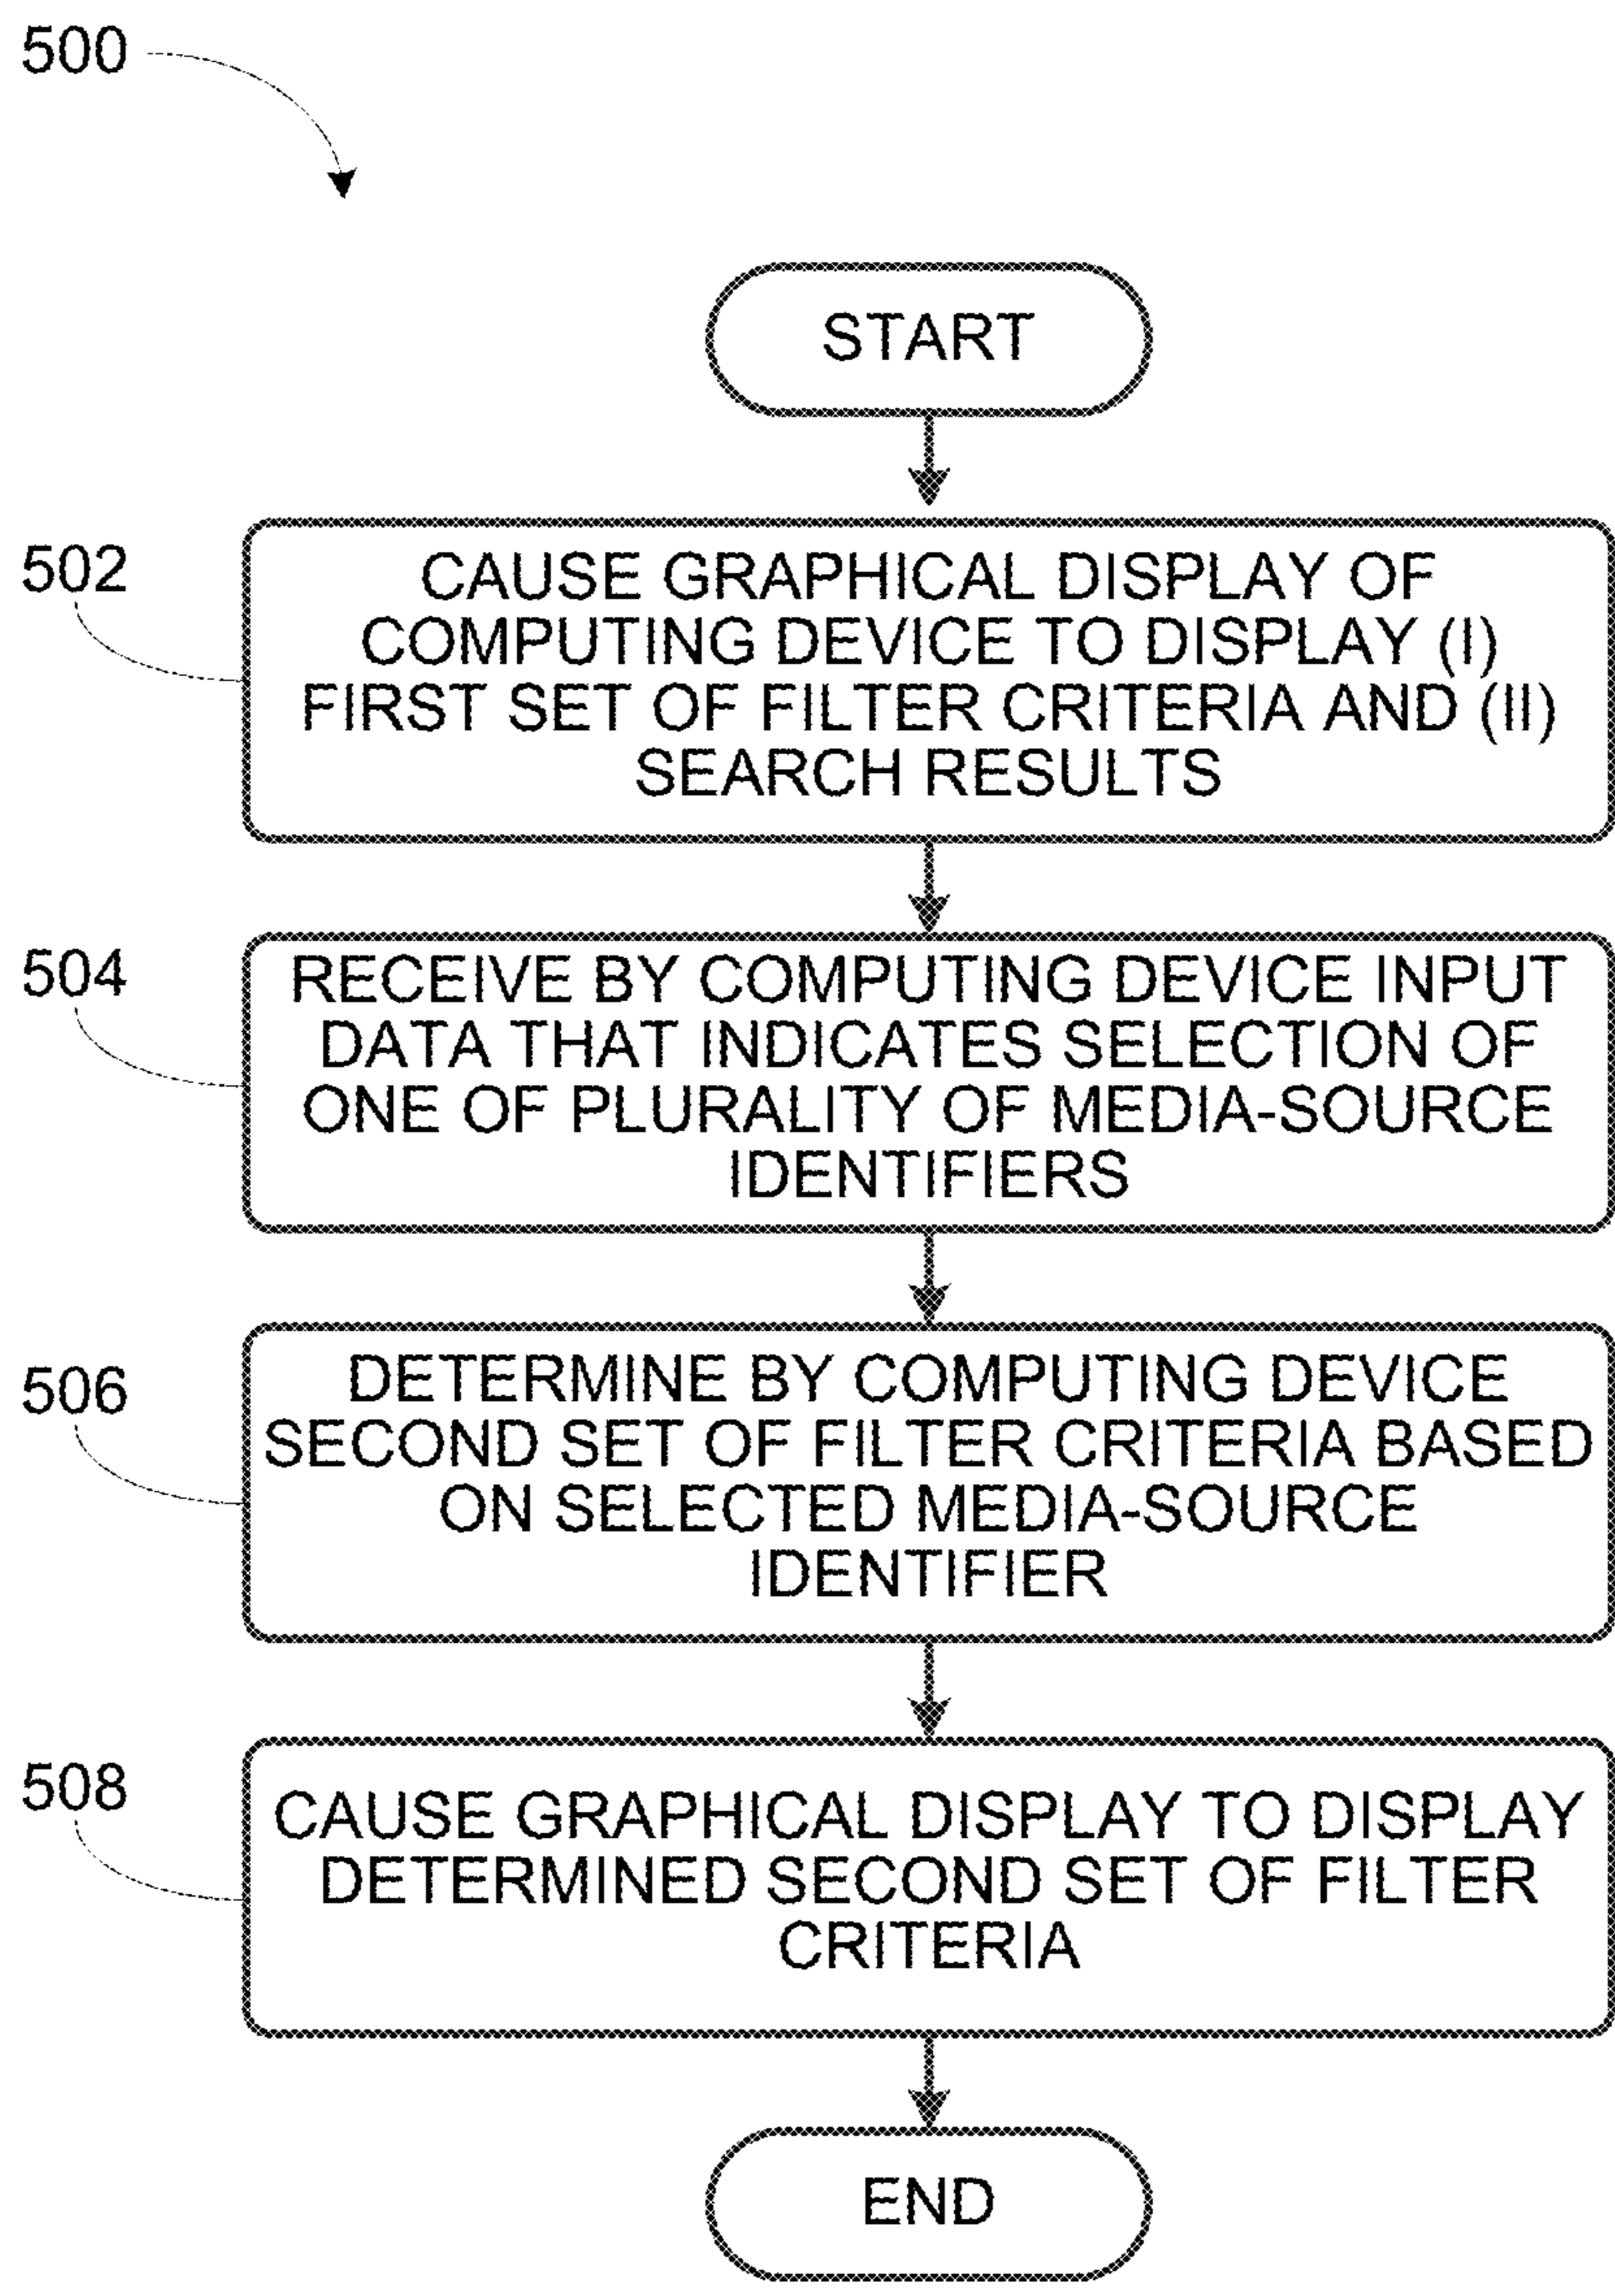 500
START
502
CAUSE GRAPHICAL DISPLAY OF
COMPUTING DEVICE TO DISPLAY (I)
FIRST SET OF FILTER CRITERIA AND (II)
SEARCH RESULTS
504
RECEIVE BY COMPUTING DEVICE INPUT
DATA THAT INDICATES SELECTION OF
ONE OF PLURALITY OF MEDIA-SOURCE
IDENTIFIERS
506
DETERMINE BY COMPUTING DEVICE
SECOND SET OF FILTER CRITERIA BASED
ON SELECTED MEDIA-SOURCE
IDENTIFIER
508
CAUSE GRAPHICAL DISPLAY TO DISPLAY
DETERMINED SECOND SET OF FILTER
CRITERIA
END